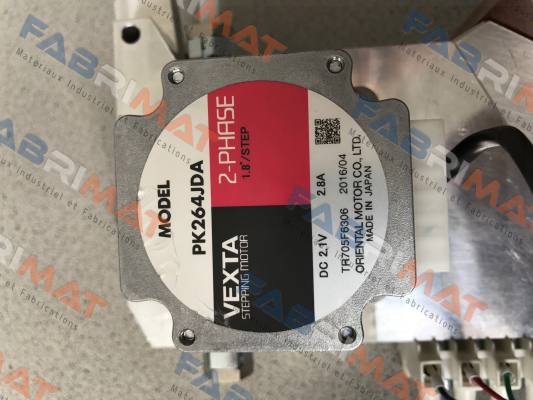 MODEL
PK264JDA
2-PHASE
1.8°/STEP
VEXTA
STEPPING MOTOR
DC 2.1V 2.8A
TR705F6306 2016/04
ORIENTAL MOTOR CO., LTD.
MADE IN JAPAN
FABRIMAT
Matériaux Industriel et Fabrications